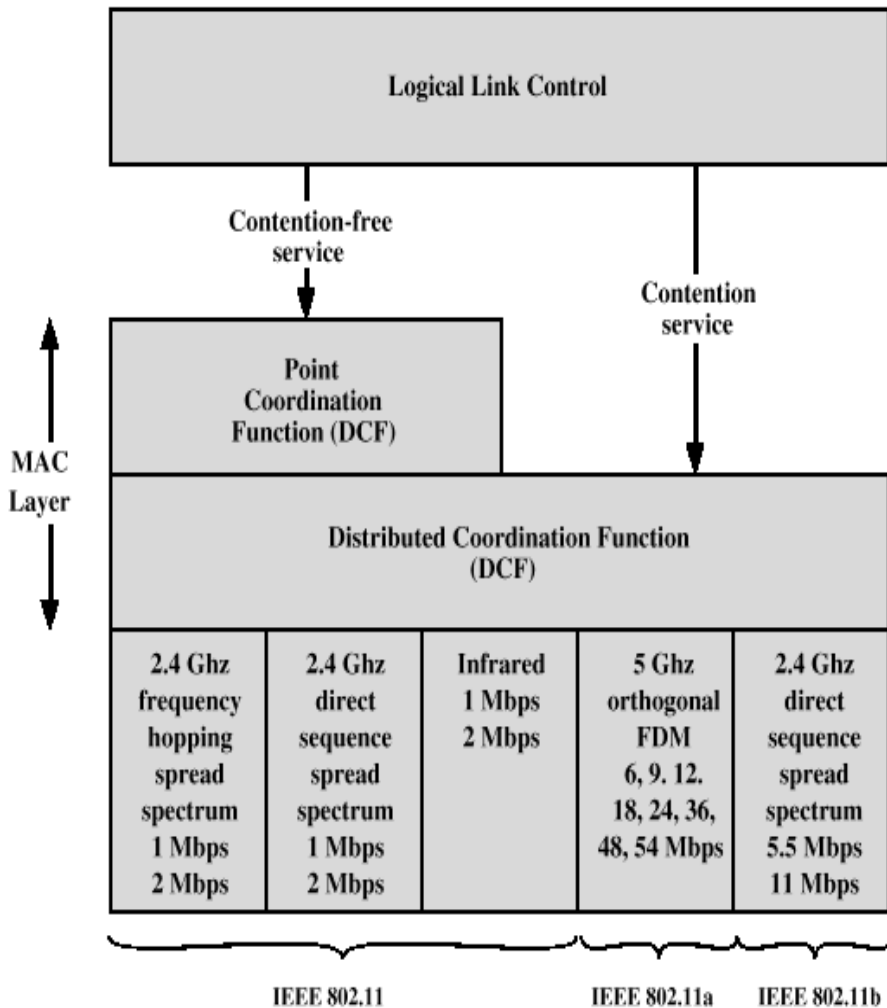 Logical Link Control
Contention-free
service
Contention
service
Point
Coordination
Function (DCF)
MAC
Layer
Distributed Coordination Function
(DCF)
2.4 Ghz
frequency
hopping
spread
spectrum
1 Mbps
2 Mbps
2.4 Ghz
direct
sequence
spread
spectrum
1 Mbps
2 Mbps
Infrared
1 Mbps
2 Mbps
5 Ghz
orthogonal
FDM
6, 9. 12.
18, 24, 36,
48, 54 Mbps
2.4 Ghz
direct
sequence
spread
spectrum
5.5 Mbps
11 Mbps
IEEE 802.11
IEEE 802.11a
IEEE 802.11b